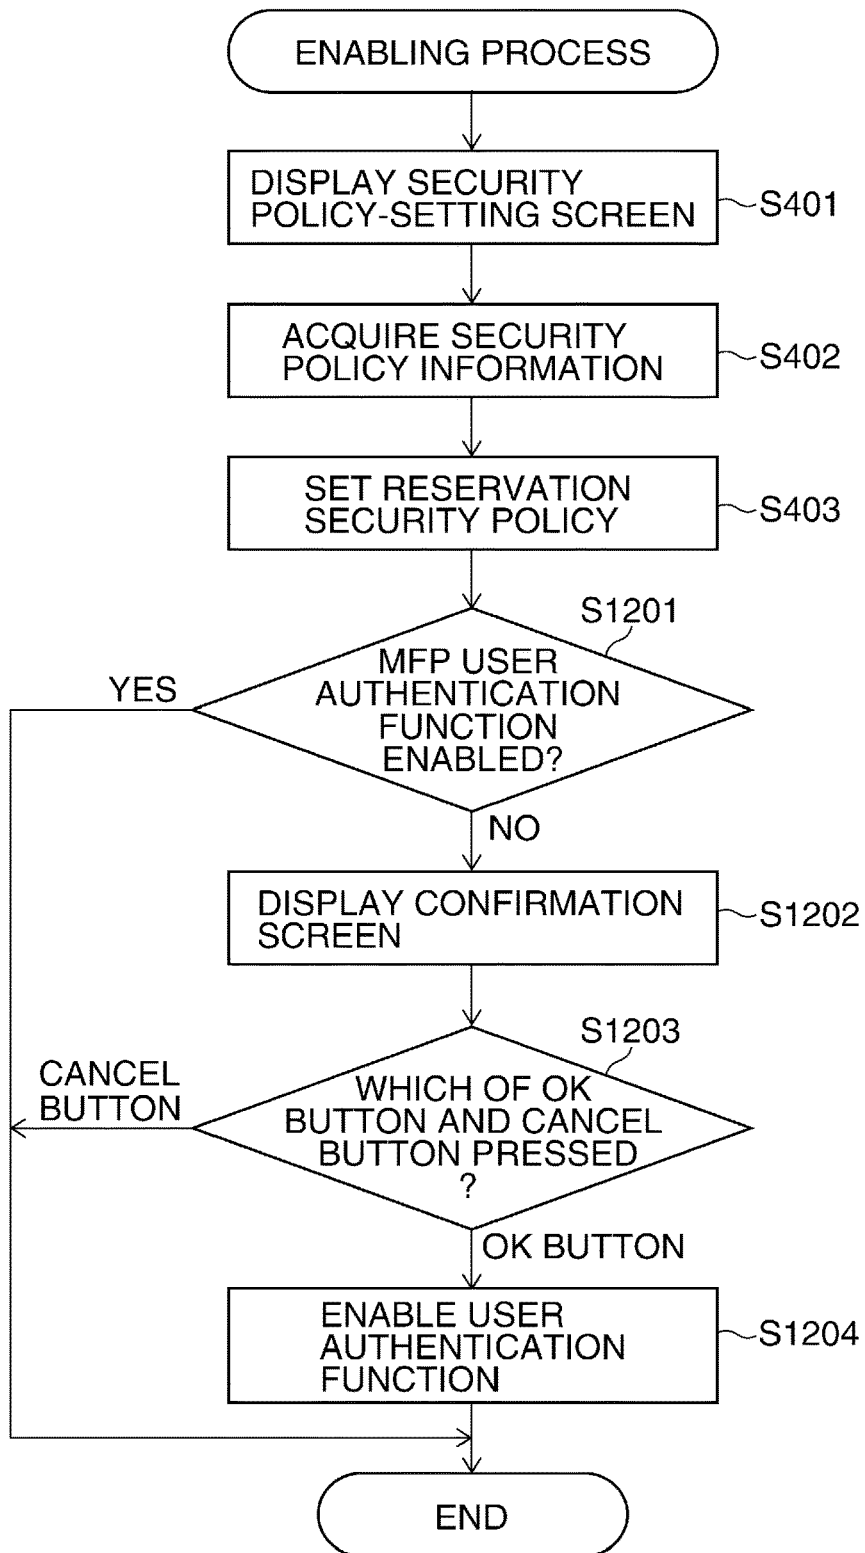 ENABLING PROCESS
DISPLAY SECURITY
POLICY-SETTING SCREEN
S401
ACQUIRE SECURITY
POLICY INFORMATION
S402
SET RESERVATION
SECURITY POLICY
S403
S1201
MFP USER
AUTHENTICATION
FUNCTION
ENABLED?
YES
NO
DISPLAY CONFIRMATION
SCREEN
S1202
S1203
WHICH OF OK
BUTTON AND CANCEL
BUTTON PRESSED
?
CANCEL
BUTTON
OK BUTTON
ENABLE USER
AUTHENTICATION
FUNCTION
S1204
END